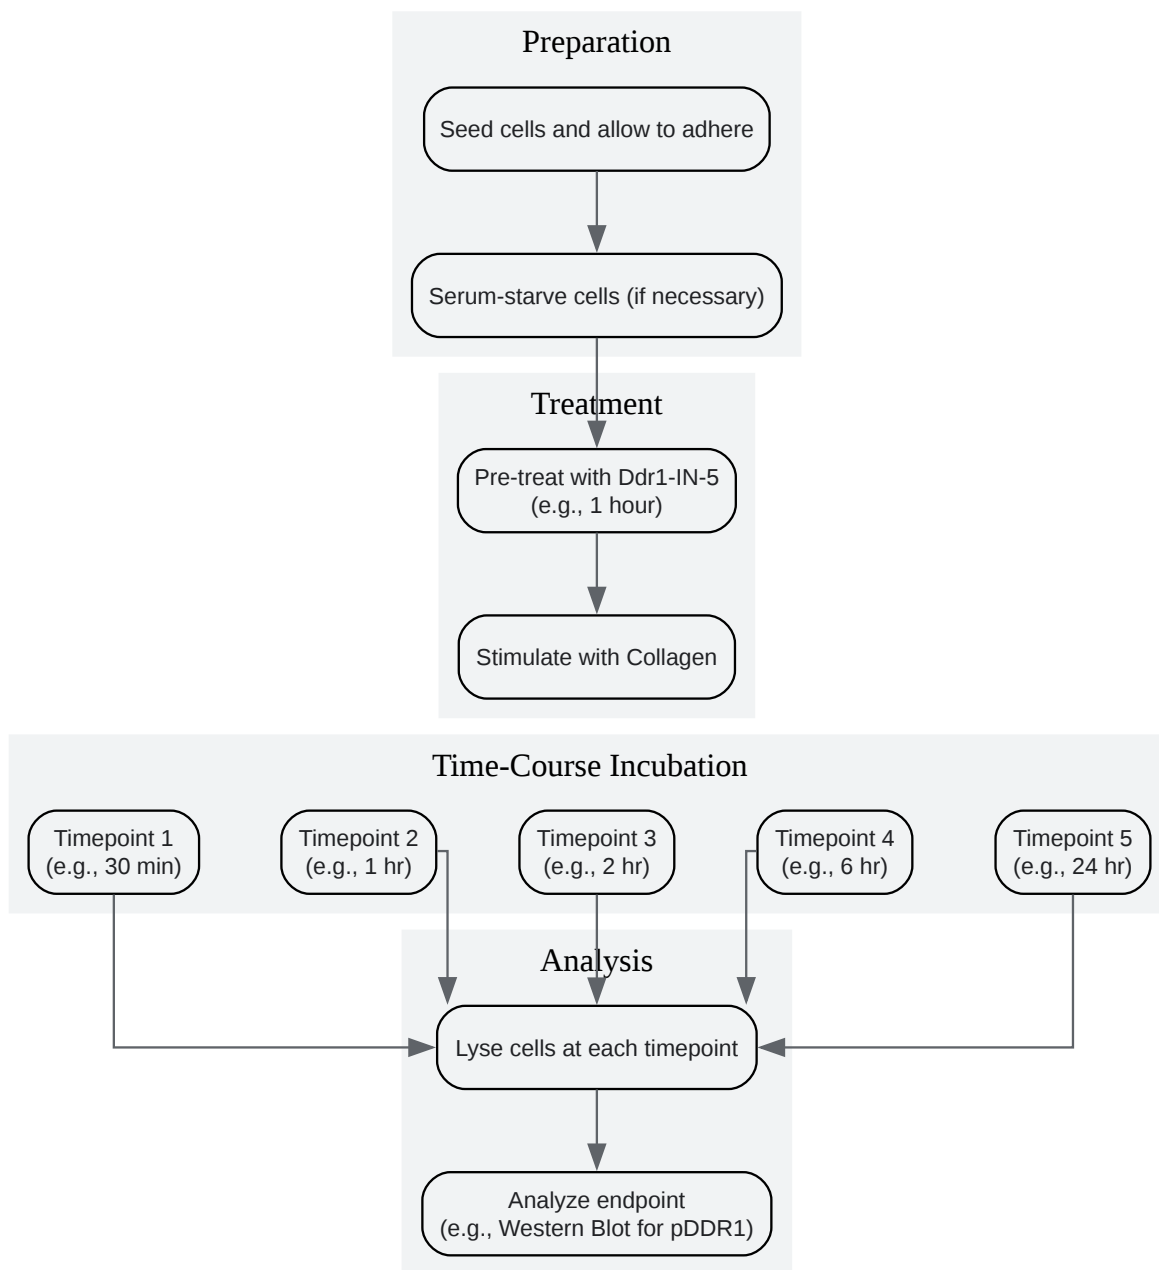 Preparation
Seed cells and allow to adhere
Serum-starve cells (if necessary)
Treatment
Pre-treat with Ddr1-IN-5
(e.g., 1 hour)
Stimulate with Collagen
Time-Course Incubation
Timepoint 1
(e.g., 30 min)
Timepoint 2
(e.g., 1 hr)
Timepoint 3
(e.g., 2 hr)
Timepoint 4
(e.g., 6 hr)
Timepoint 5
(e.g., 24 hr)
Analysis
Lyse cells at each timepoint
Analyze endpoint
(e.g., Western Blot for pDDR1)